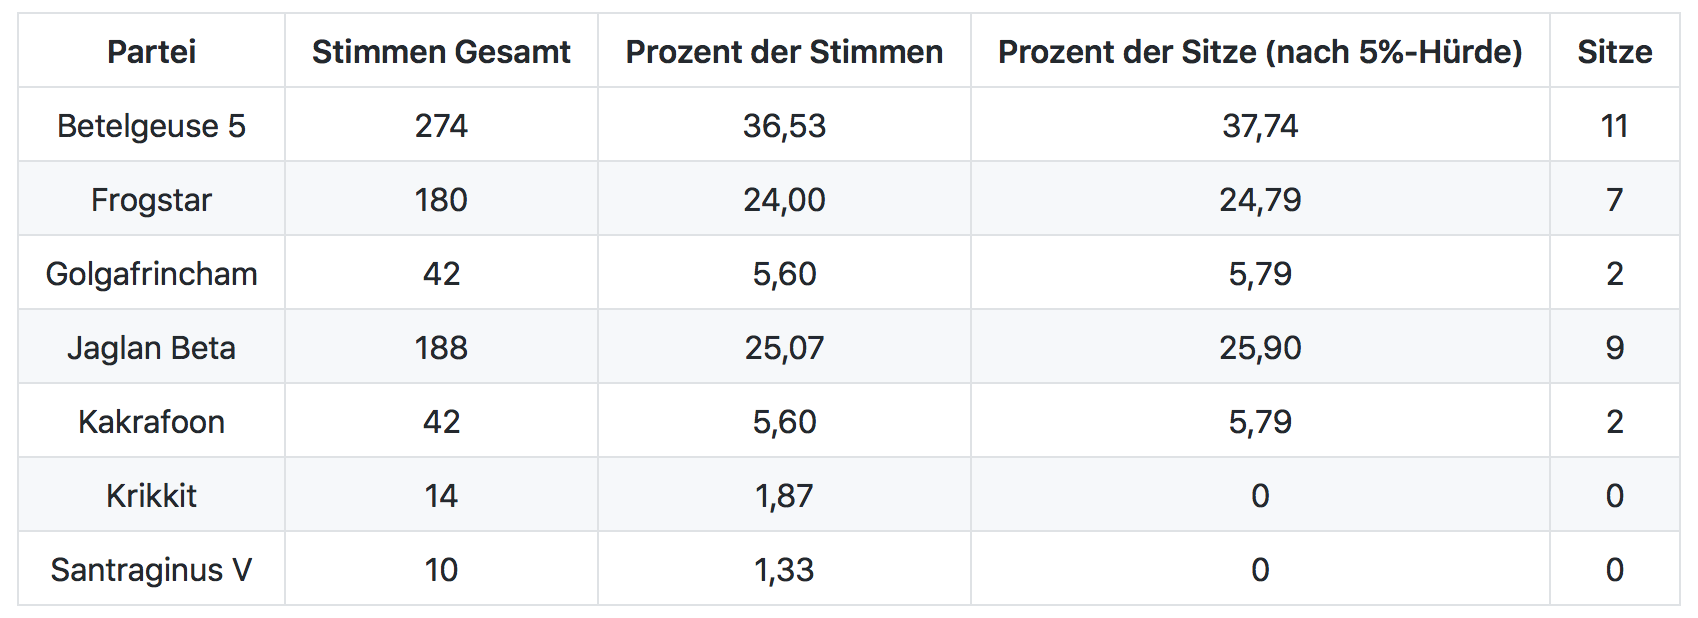 Partei Stimmen Gesamt Prozent der Stimmen Prozent der Sitze (nach 5%-Hürde) Sitze
Betelgeuse 5 274 36,53 37,74 11
Frogstar 180 24,00 24,79 7
Golgafrincham 42 5,60 5,79 2
Jaglan Beta 188 25,07 25,90 9
Kakrafoon 42 5,60 5,79 2
Krikkit 14 1,87 0 0
Santraginus V 10 1,33 0 0